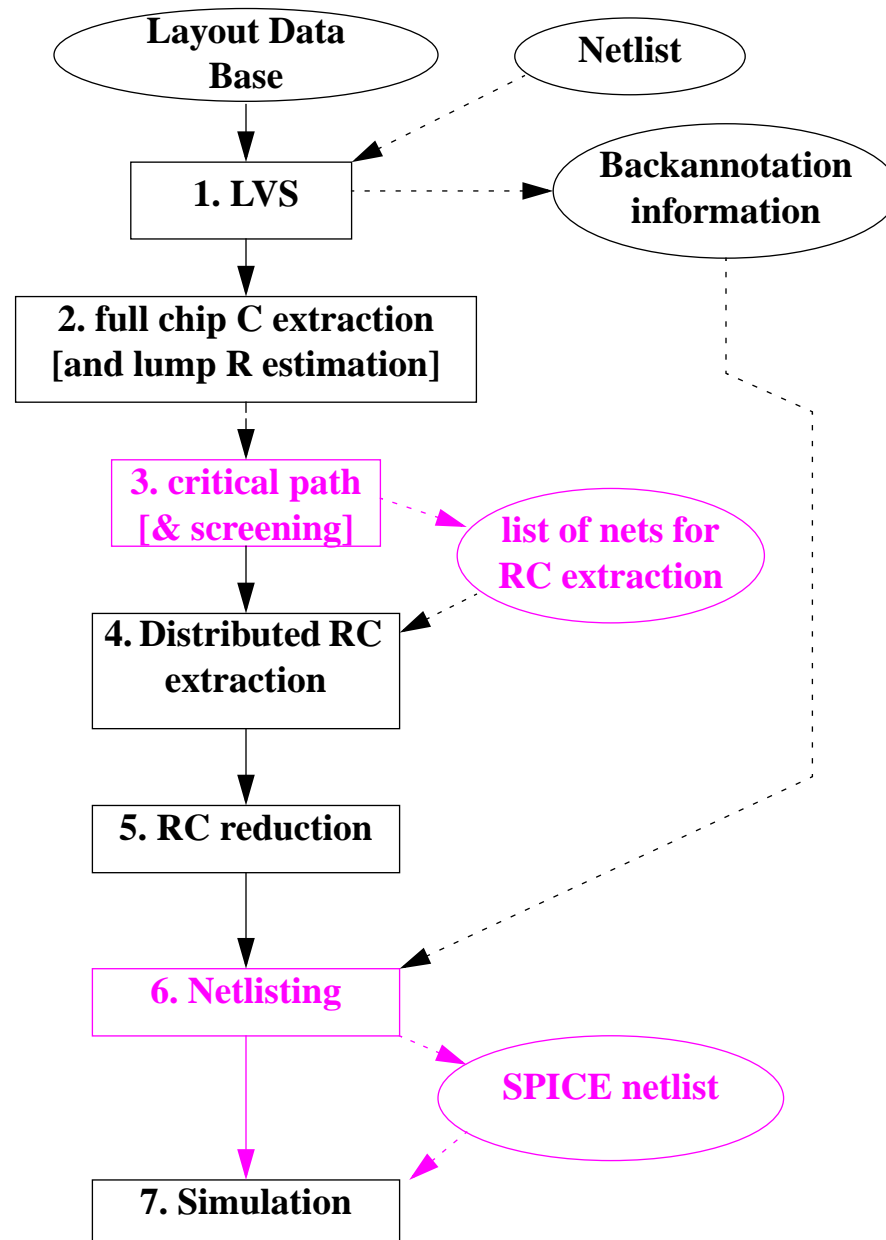 Layout Data
Base
Netlist
Backannotation
information
1. LVS
2. full chip C extraction
[and lump R estimation]
3. critical path
[& screening]
list of nets for
RC extraction
4. Distributed RC
extraction
5. RC reduction
6. Netlisting
SPICE netlist
7. Simulation